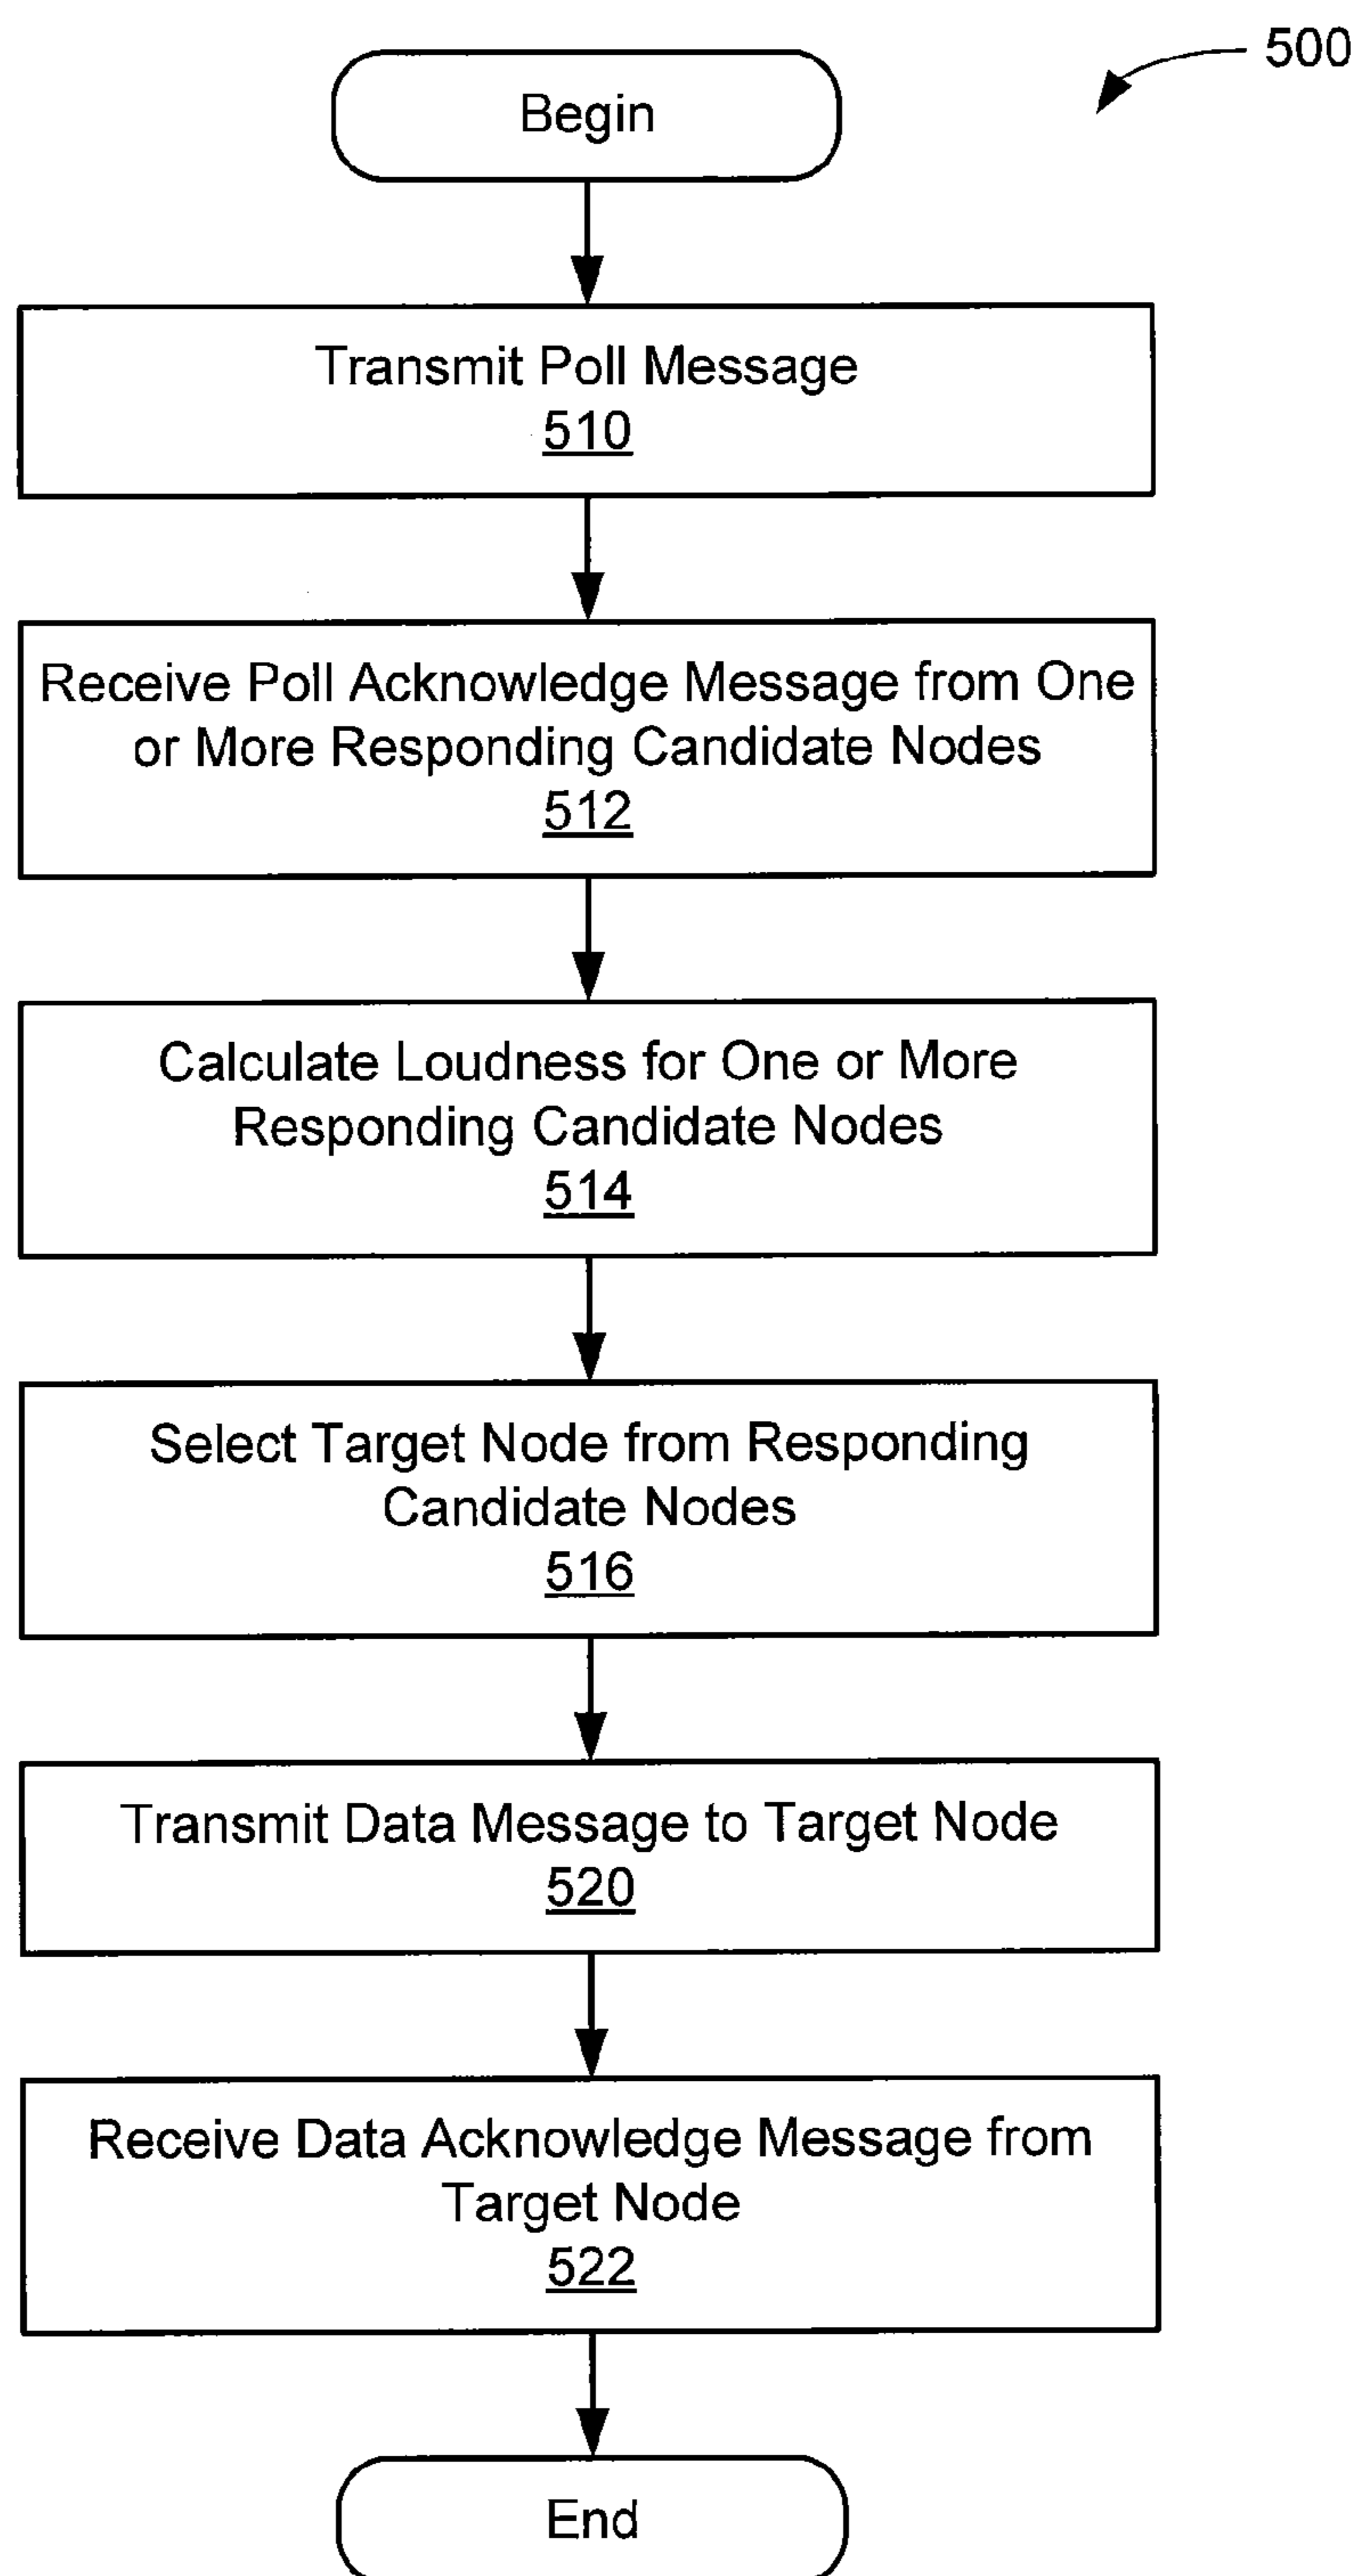 500
Begin
Transmit Poll Message
510
Receive Poll Acknowledge Message from One
or More Responding Candidate Nodes
512
Calculate Loudness for One or More
Responding Candidate Nodes
514
Select Target Node from Responding
Candidate Nodes
516
Transmit Data Message to Target Node
520
Receive Data Acknowledge Message from
Target Node
522
End